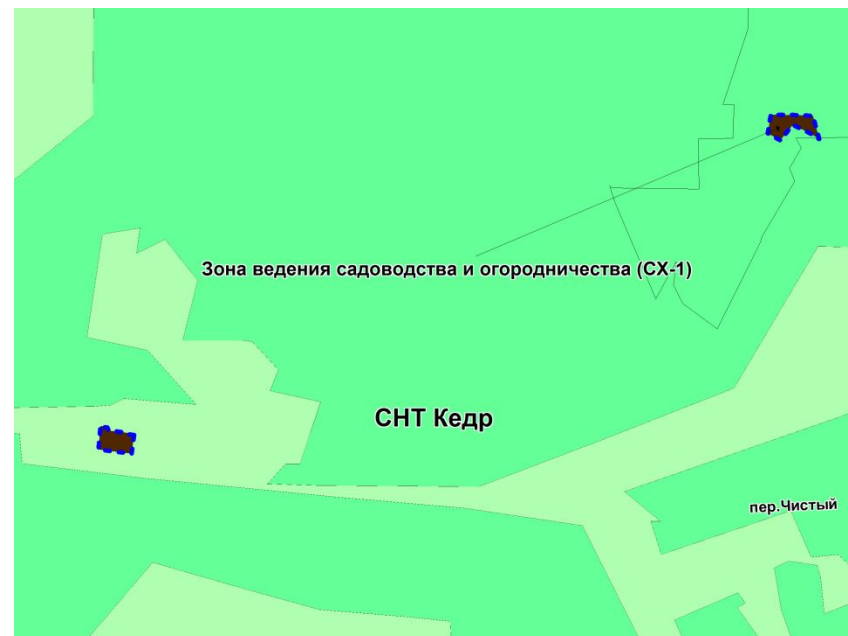 Зона ведения садоводства и огородничества (СХ-1)
СНТ Кедр
пер.Чистый